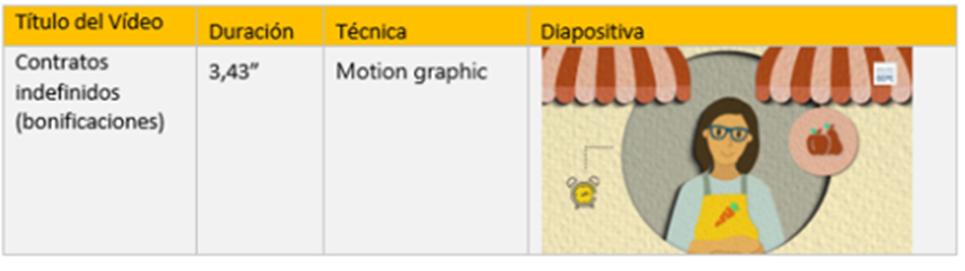 Título del Vídeo
Duración
Técnica
Diapositiva
Contratos
indefinidos
(bonificaciones)
3,43”
Motion graphic